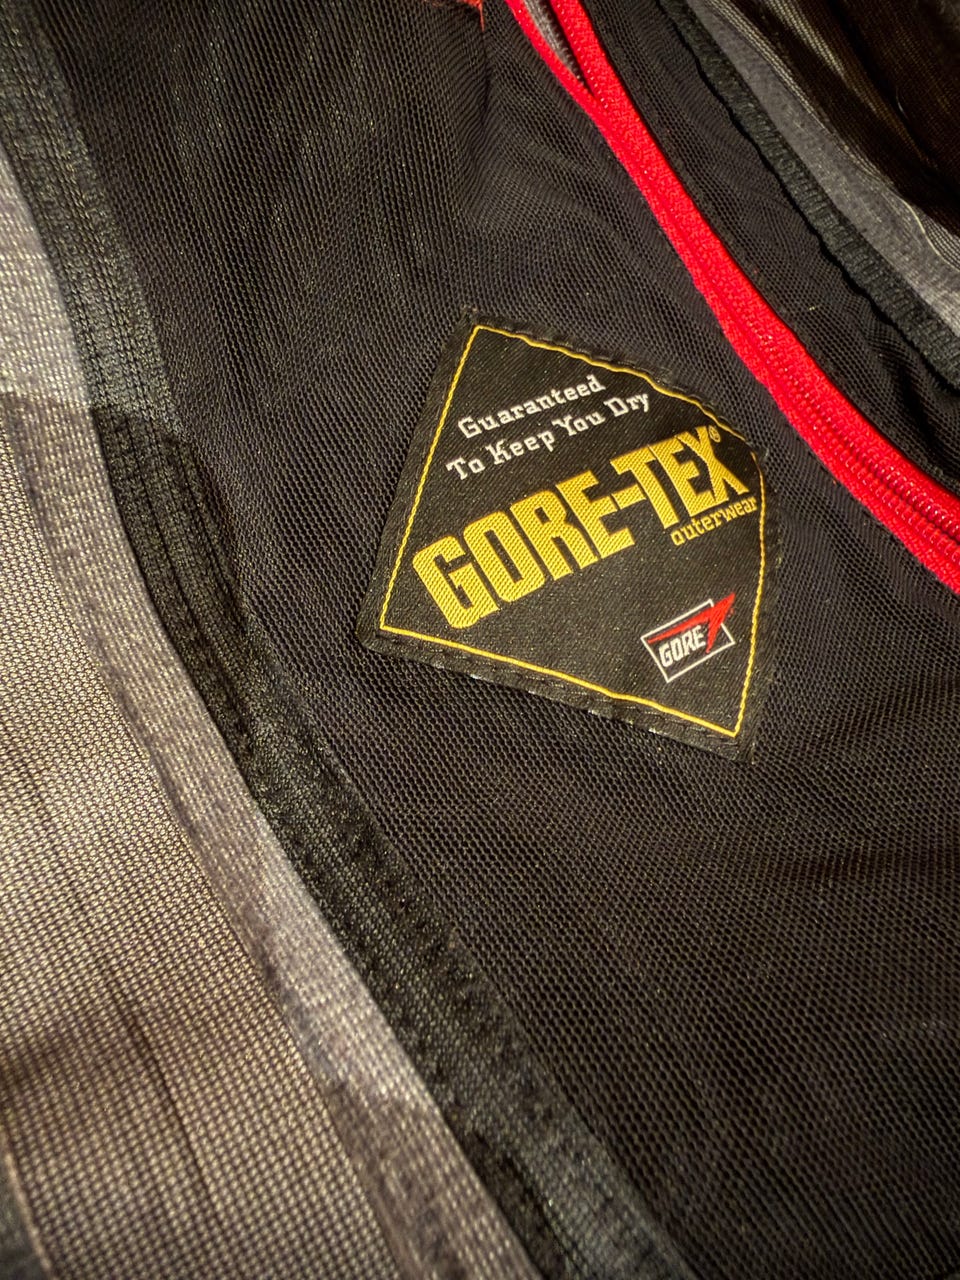 Guaranteed
To Keep You Dry
GORE-TEX®
outerwear
GORE